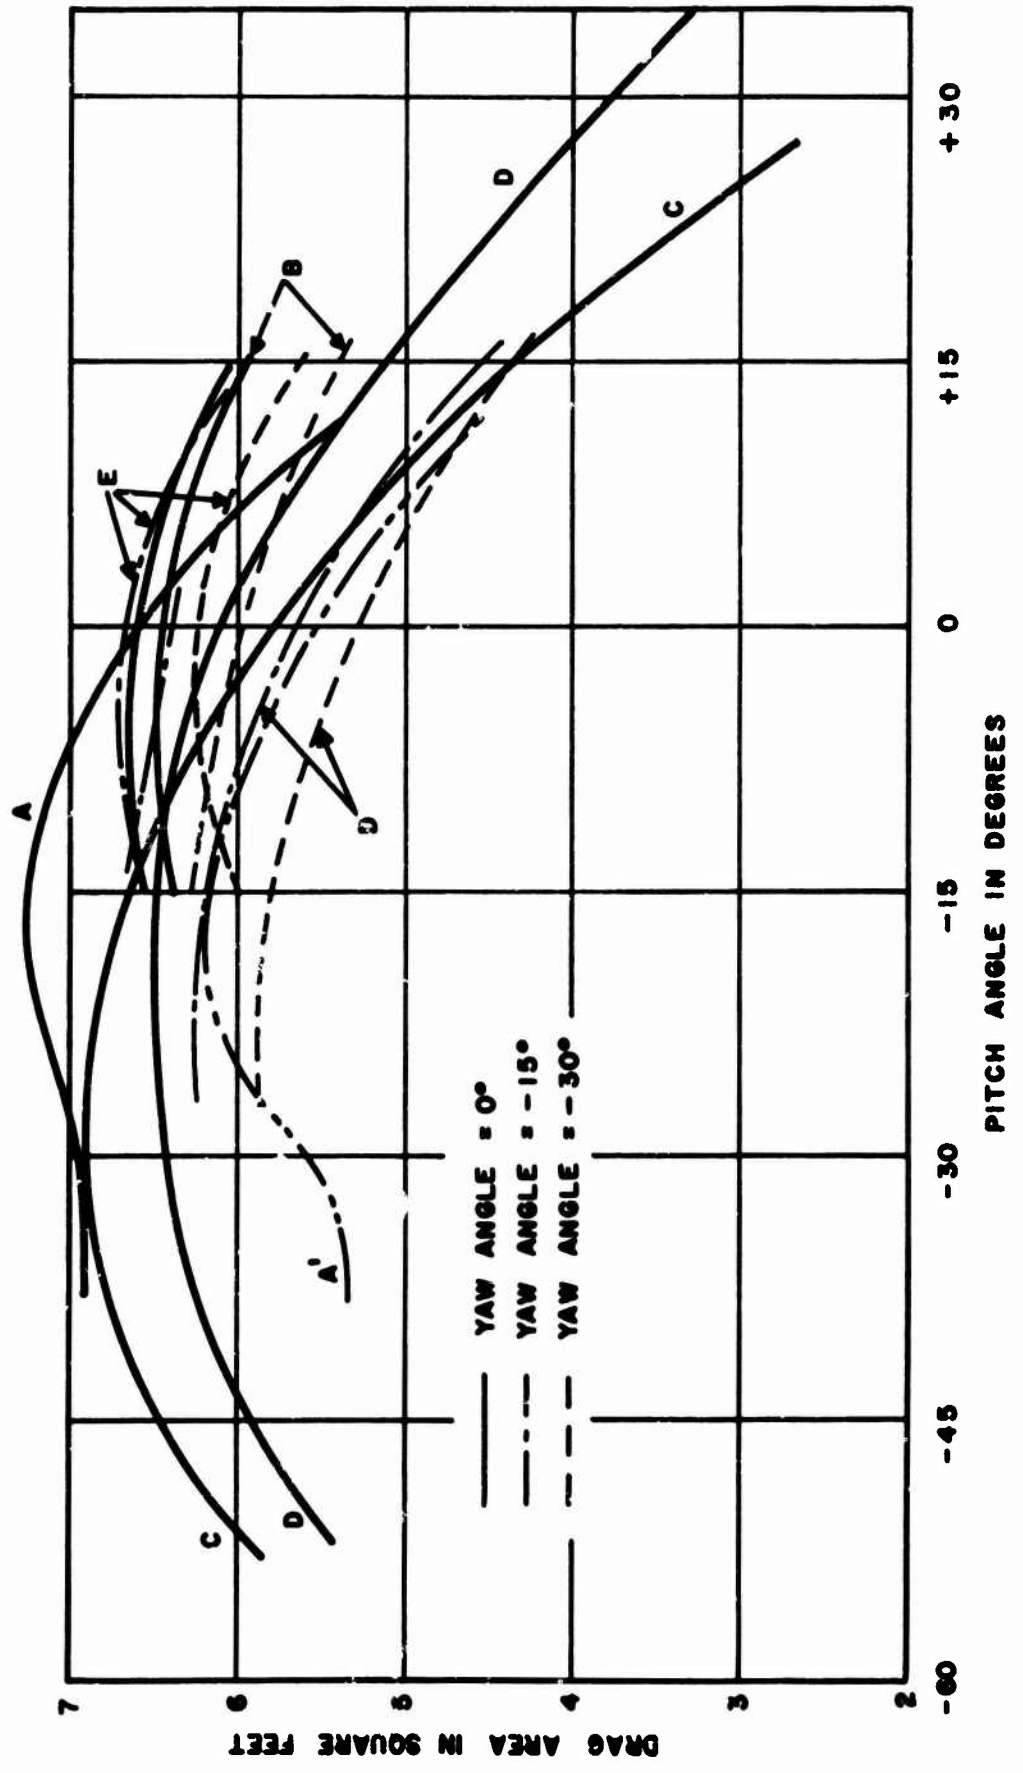 DRAG AREA IN SQUARE FEET
7
6
5
4
3
2
-60
-45
-30
-15
0
+15
+30
PITCH ANGLE IN DEGREES
YAW ANGLE = 0°
YAW ANGLE = -15°
YAW ANGLE = -30°
C
D
A'
A
D
E
B
D
C